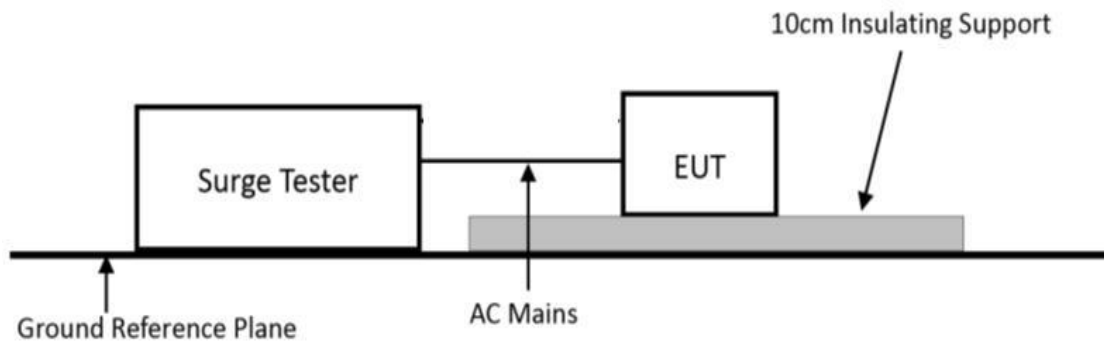 10cm Insulating Support
Surge Tester
EUT
AC Mains
Ground Reference Plane